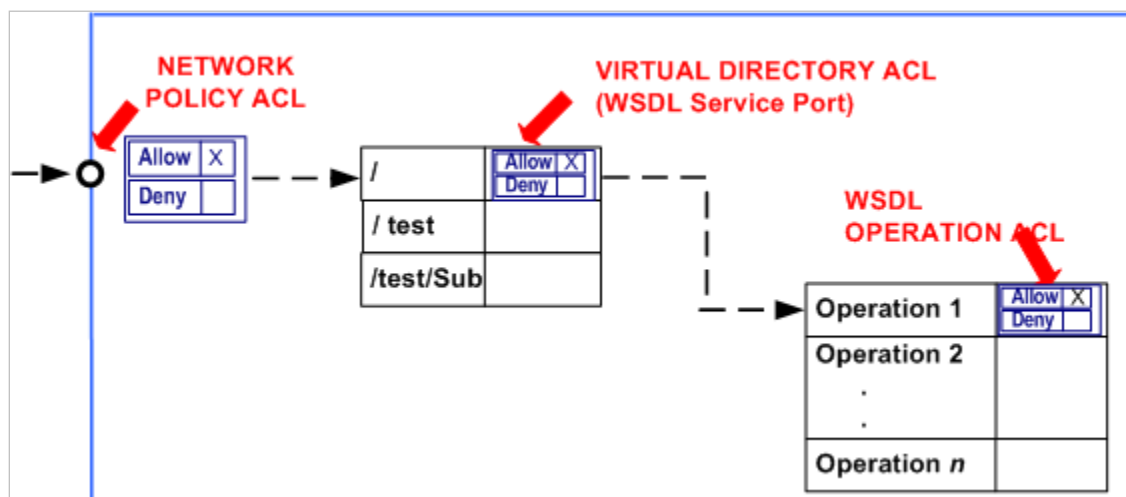 NETWORK
POLICY ACL
Allow X
Deny
VIRTUAL DIRECTORY ACL
(WSDL Service Port)
/
Allow X
Deny
/ test
/test/Sub
WSDL
OPERATION ACL
Operation 1
Allow X
Deny
Operation 2
.
.
Operation n